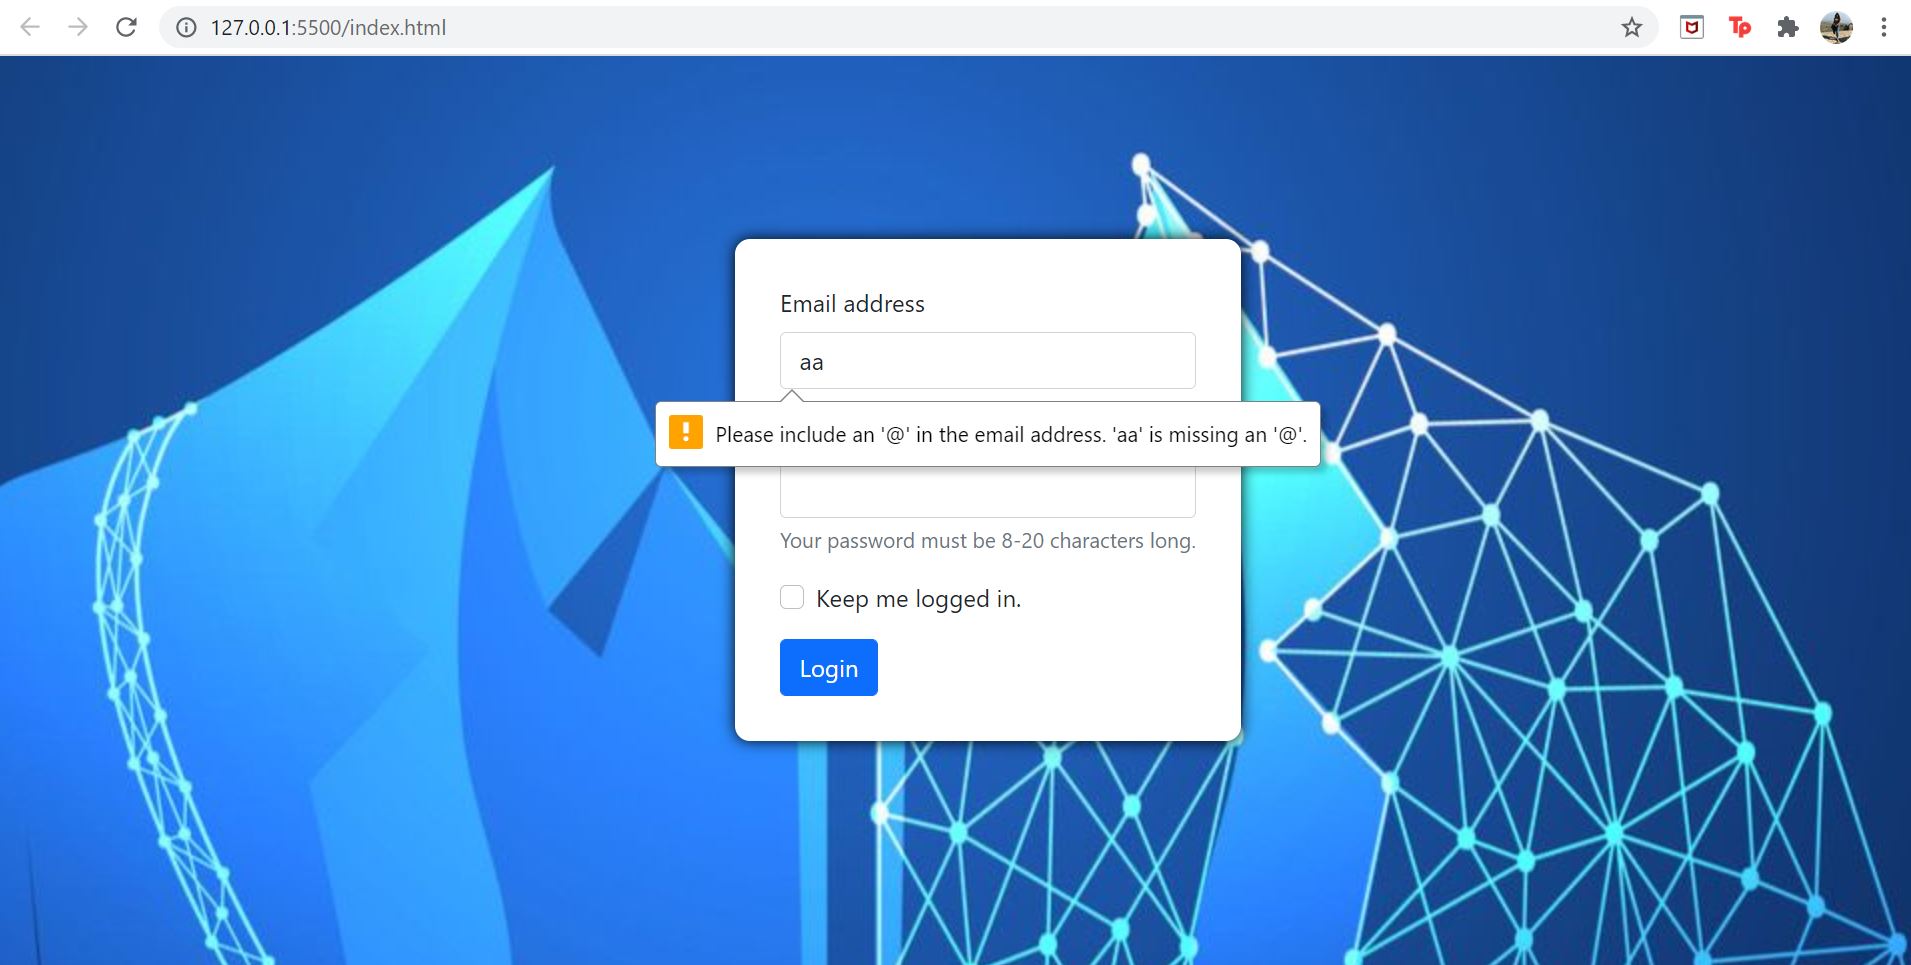 127.0.0.1:5500/index.html
Tp
Email address
aa
! Please include an '@' in the email address. 'aa' is missing an '@'.
Your password must be 8-20 characters long.
Keep me logged in.
Login